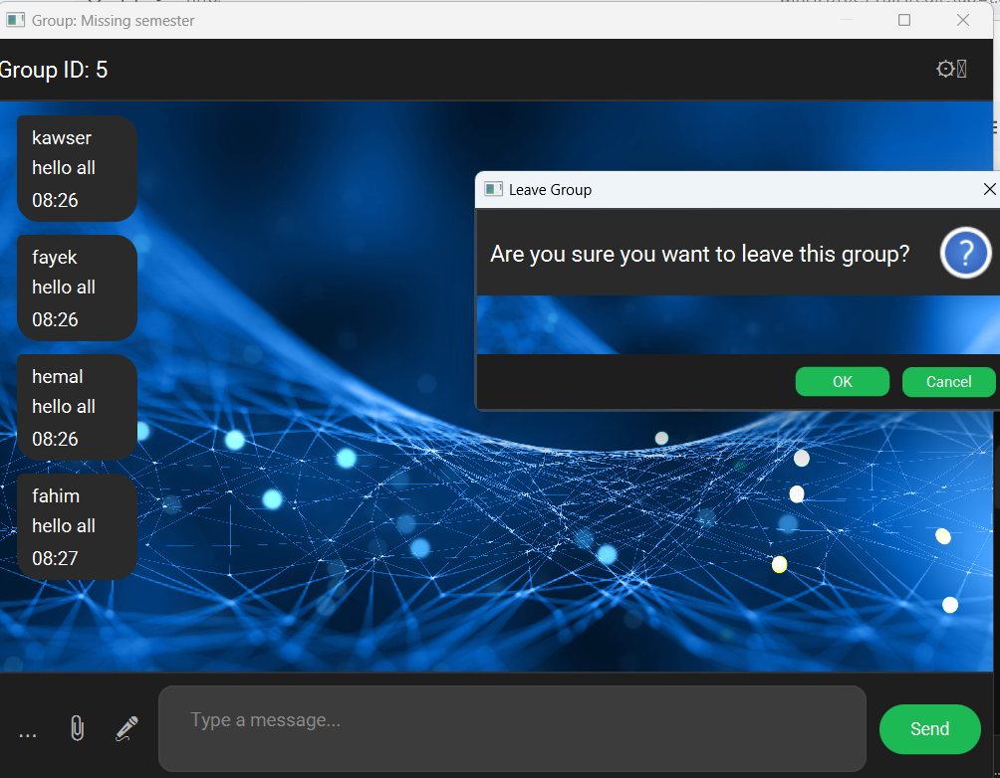 Group: Missing semester
Group ID: 5
kawser
hello all
08:26
fayek
hello all
08:26
hemal
hello all
08:26
fahim
hello all
08:27
Leave Group
Are you sure you want to leave this group?
?
OK
Cancel
...
Type a message...
Send